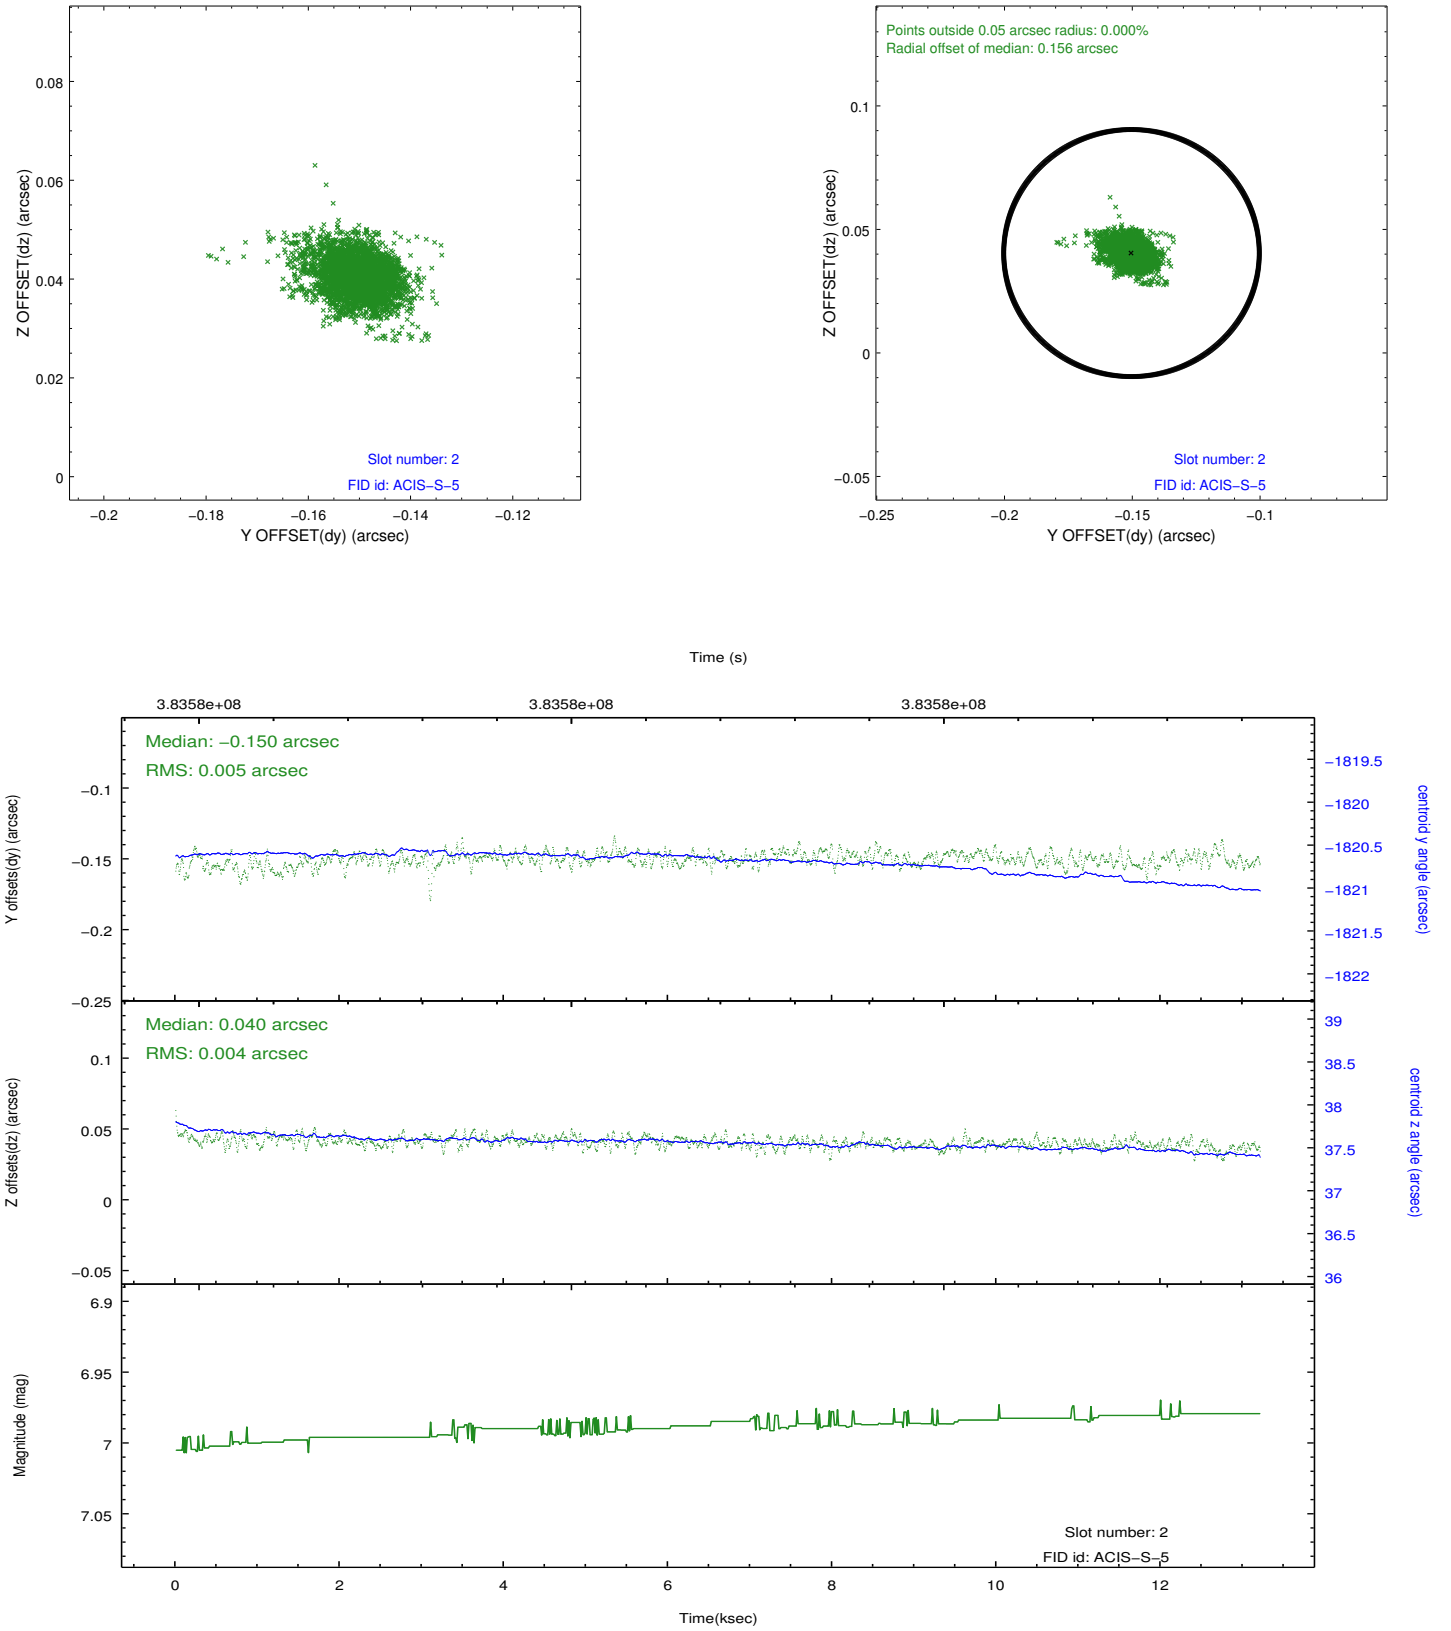 0.08
0.06
0.04
0.02
0
Z OFFSET(dz) (arcsec)
Slot number: 2
FID id: ACIS−S−5
−0.2
−0.18
−0.16
−0.14
−0.12
Y OFFSET(dy) (arcsec)
Points outside 0.05 arcsec radius: 0.000%
Radial offset of median: 0.156 arcsec
0.1
0.05
0
−0.05
Z OFFSET(dz) (arcsec)
Slot number: 2
FID id: ACIS−S−5
−0.25
−0.2
−0.15
−0.1
Y OFFSET(dy) (arcsec)
Time (s)
3.8358e+08
3.8358e+08
3.8358e+08
Median: −0.150 arcsec
RMS: 0.005 arcsec
−0.1
−0.15
−0.2
−0.25
Y offsets(dy) (arcsec)
−1819.5
−1820
−1820.5
−1821
−1821.5
−1822
centroid y angle (arcsec)
Median: 0.040 arcsec
RMS: 0.004 arcsec
0.1
0.05
0
−0.05
Z offsets(dz) (arcsec)
39
38.5
38
37.5
37
36.5
36
centroid z angle (arcsec)
6.9
6.95
7
7.05
Magnitude (mag)
Slot number: 2
FID id: ACIS−S−5
0
2
4
6
8
10
12
Time(ksec)